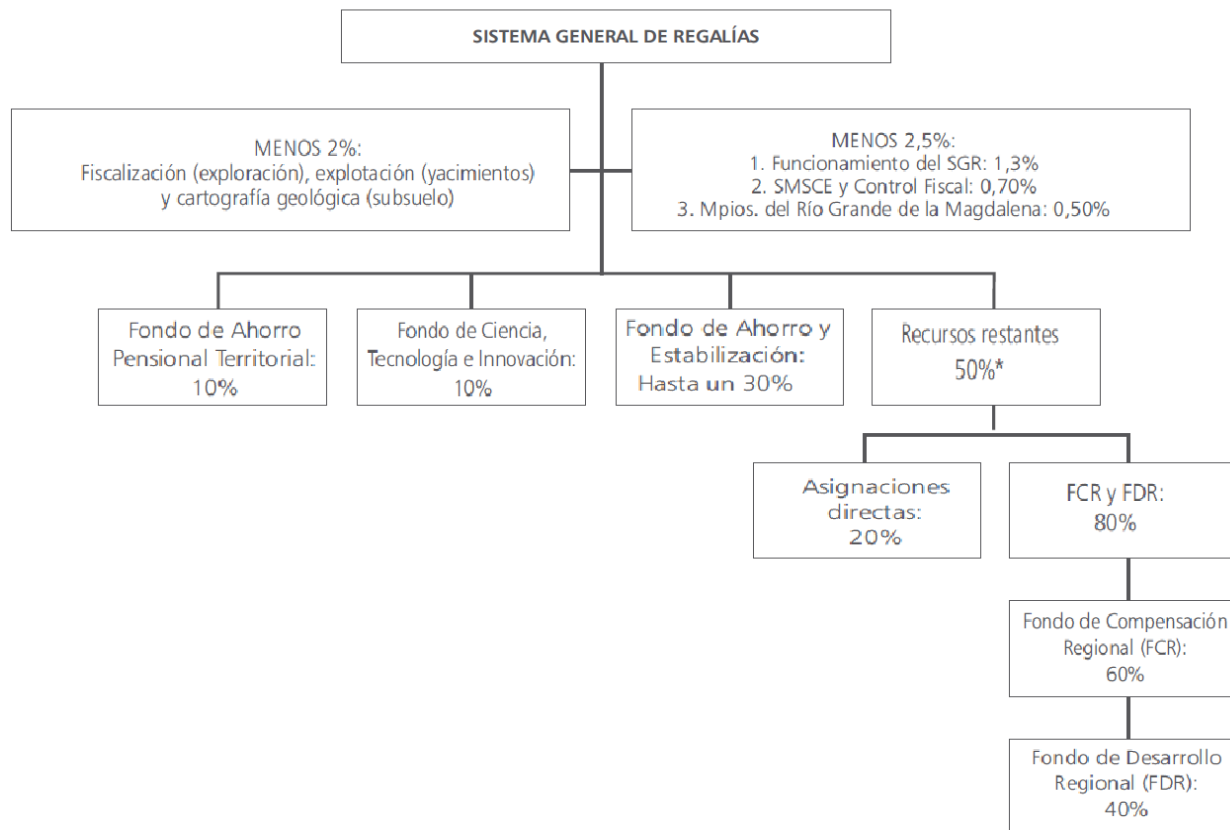 SISTEMA GENERAL DE REGALÍAS
MENOS 2%:
Fiscalización (exploración), explotación (yacimientos)
y cartografía geológica (subsuelo)
MENOS 2,5%:
1. Funcionamiento del SGR: 1,3%
2. SMSCE y Control Fiscal: 0,70%
3. Mpios. del Río Grande de la Magdalena: 0,50%
Fondo de Ahorro
Pensional Territorial:
10%
Fondo de Ciencia,
Tecnología e Innovación:
10%
Fondo de Ahorro y
Estabilización:
Hasta un 30%
Recursos restantes
50%*
Asignaciones
directas:
20%
FCR y FDR:
80%
Fondo de Compensación
Regional (FCR):
60%
Fondo de Desarrollo
Regional (FDR):
40%